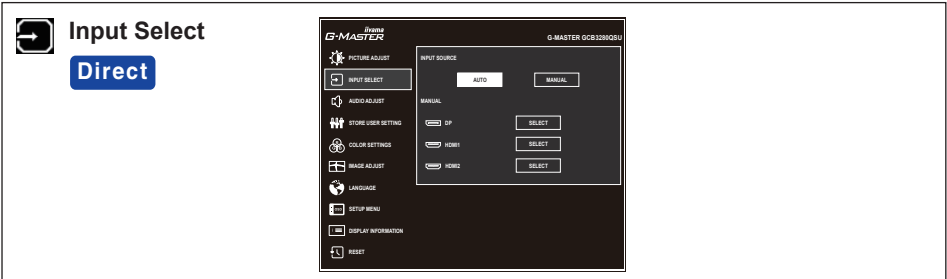 Input Select
Direct
iiyama
G-MASTER
G-MASTER GCB3280QSU
PICTURE ADJUST
INPUT SELECT
AUDIO ADJUST
STORE USER SETTING
COLOR SETTINGS
IMAGE ADJUST
LANGUAGE
SETUP MENU
DISPLAY INFORMATION
RESET
INPUT SOURCE
AUTO MANUAL
MANUAL
DP SELECT
HDMI1 SELECT
HDMI2 SELECT